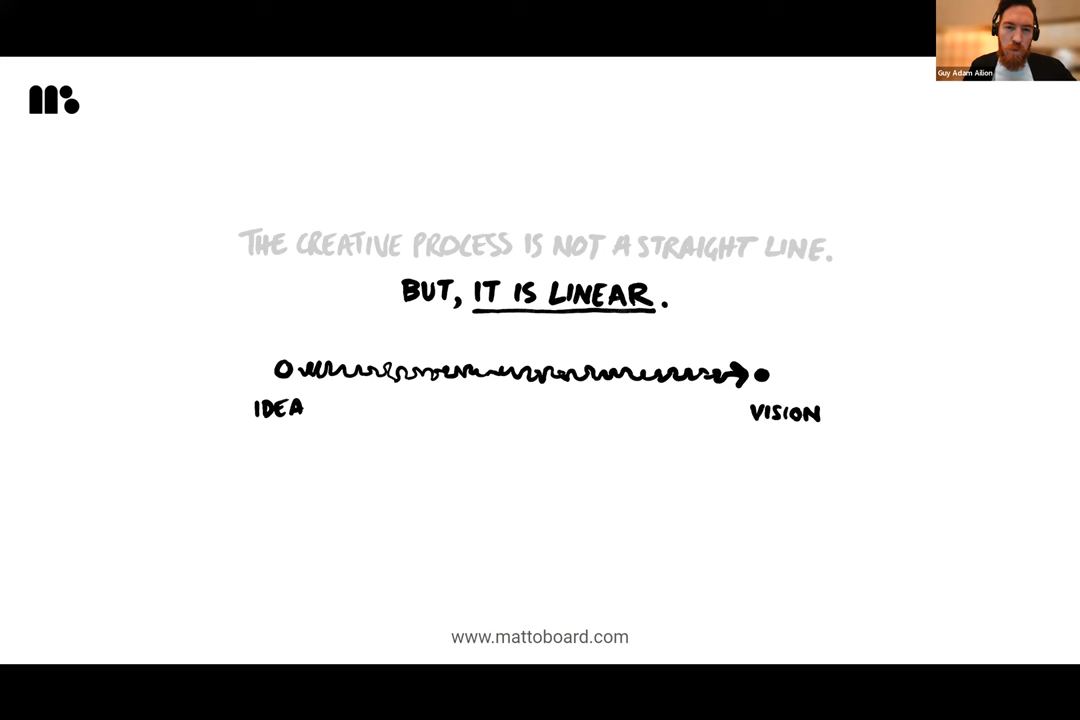 Guy Adam Ailion
THE CREATIVE PROCESS IS NOT A STRAIGHT LINE.
BUT, IT IS LINEAR.
IDEA
VISION
www.mattoboard.com